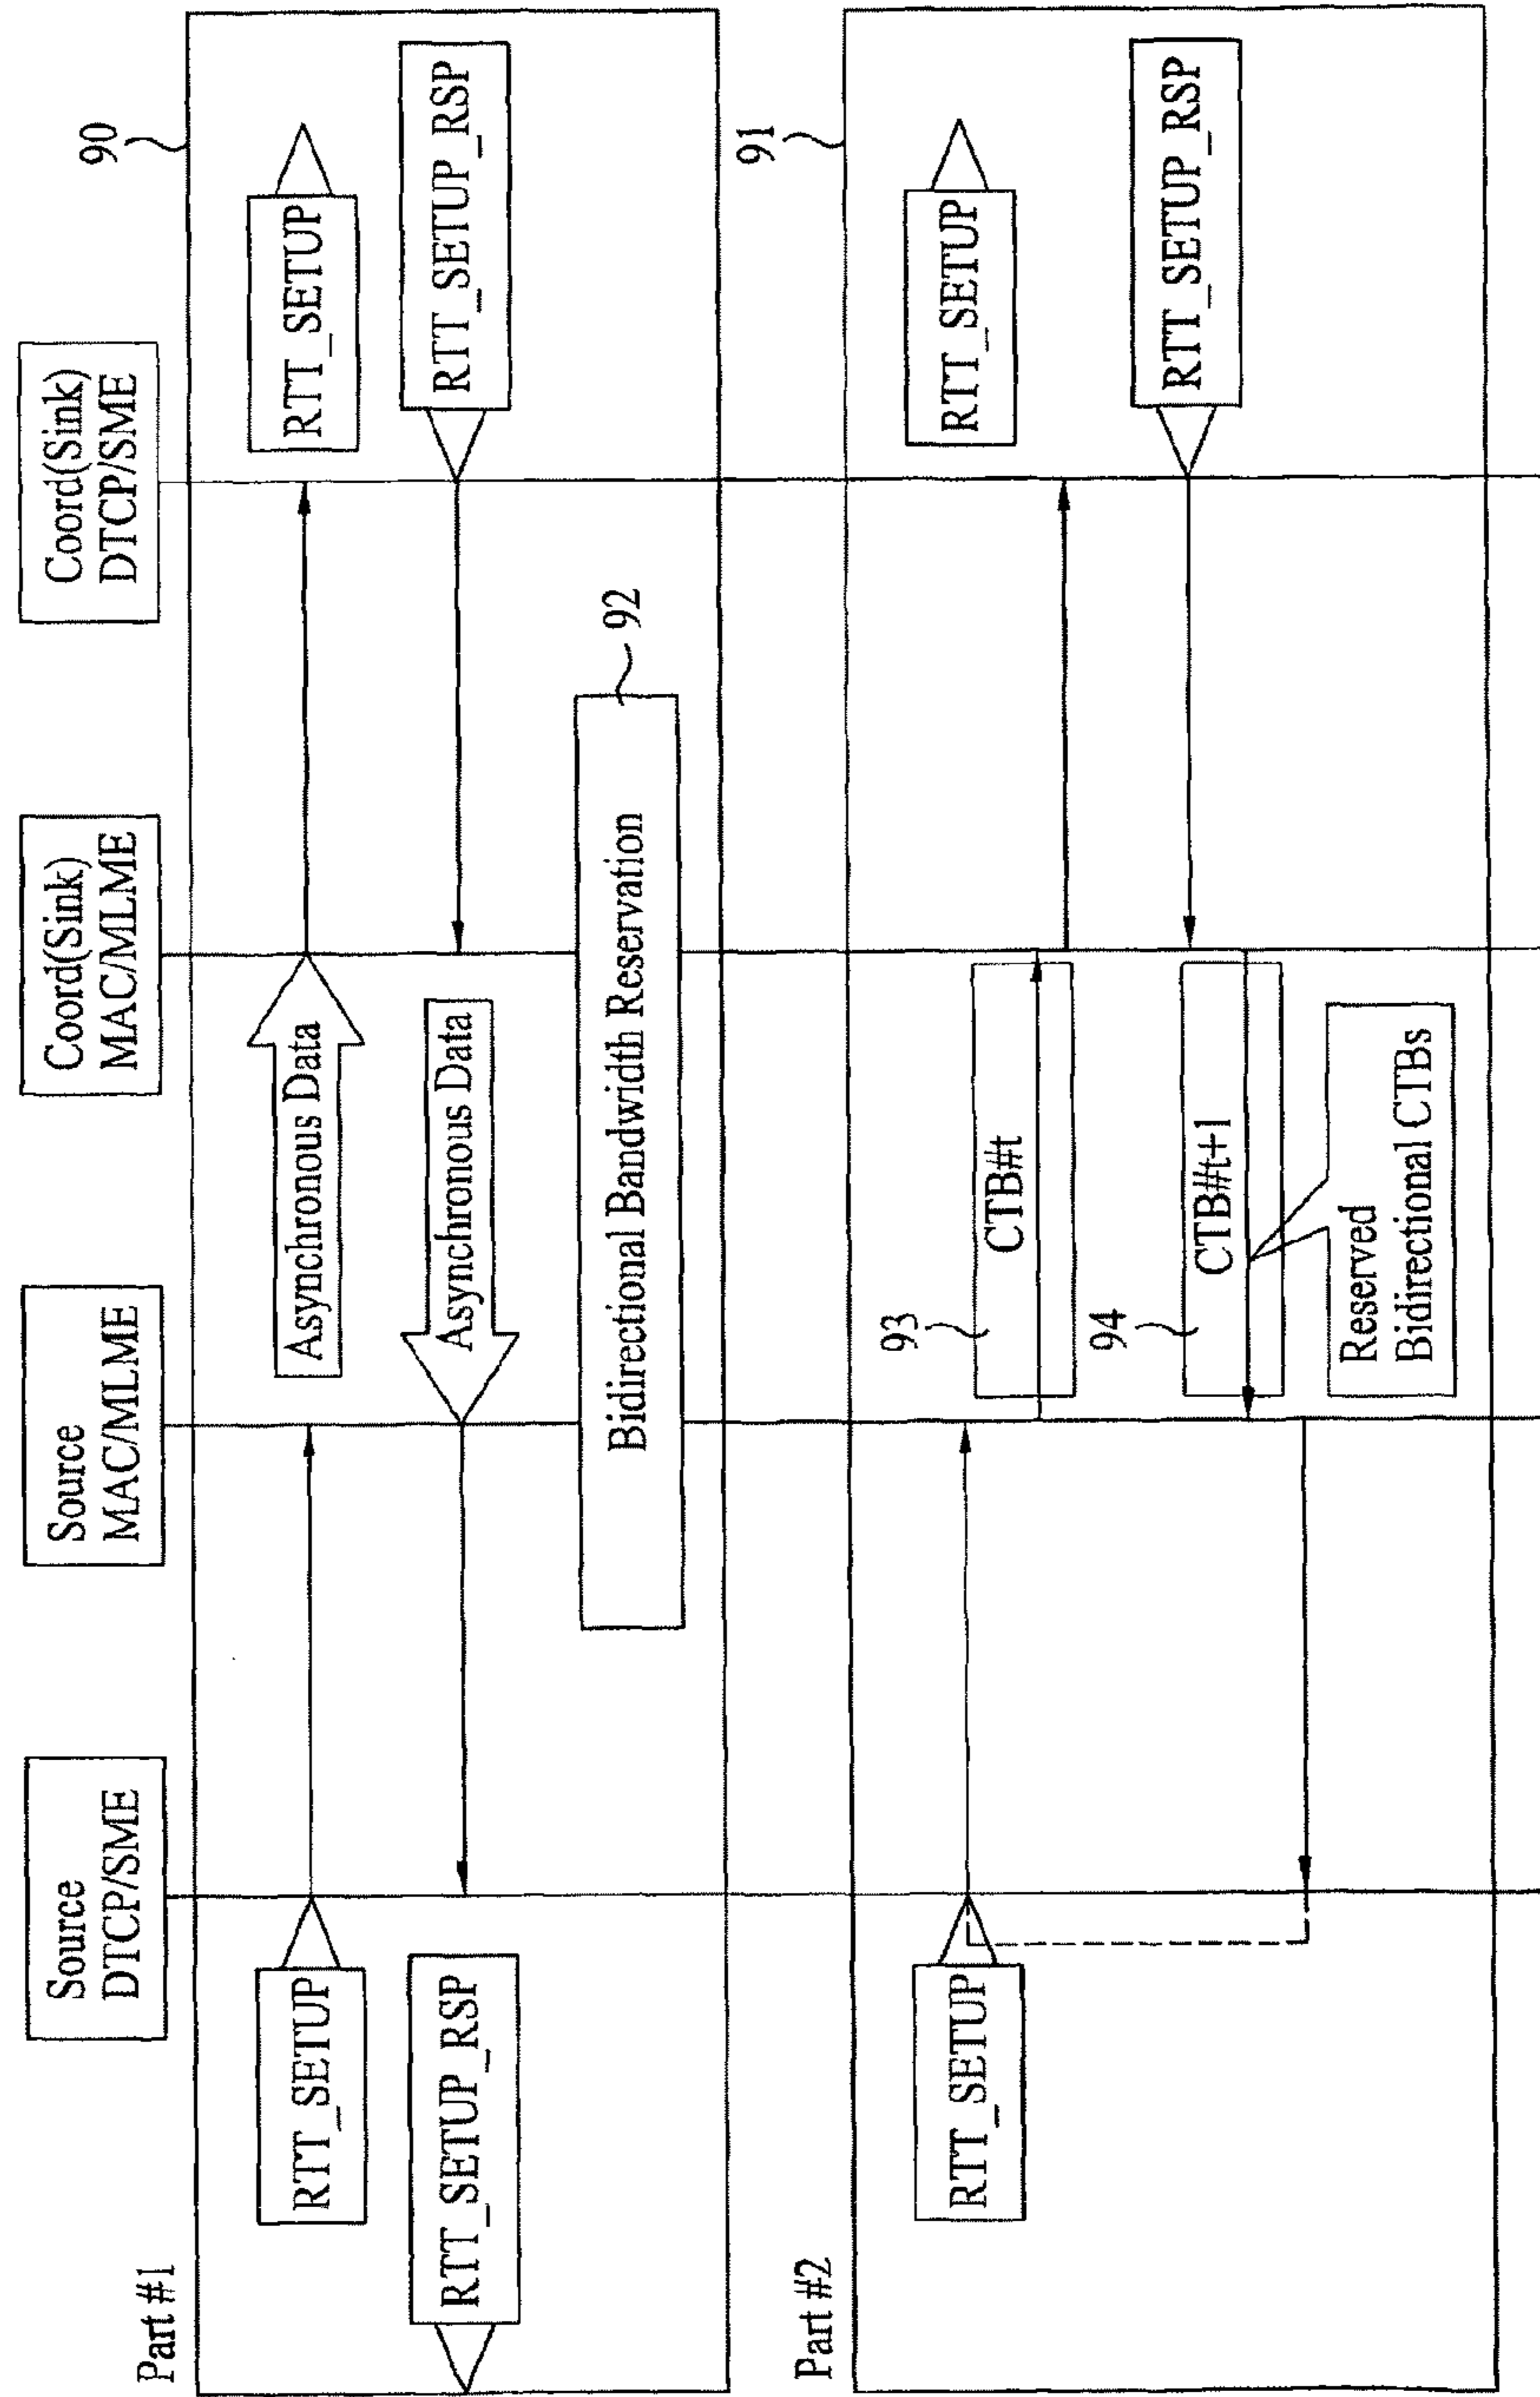 Source
DTCP/SME
Source
MAC/MLME
Coord(Sink)
MAC/MLME
Coord(Sink)
DTCP/SME
Part #1
90
RTT_SETUP
Asynchronous Data
RTT_SETUP
RTT_SETUP_RSP
Asynchronous Data
RTT_SETUP_RSP
Bidirectional Bandwidth Reservation
92
Part #2
91
RTT_SETUP
93
CTB#t
RTT_SETUP
94
CTB#t+1
RTT_SETUP_RSP
Reserved
Bidirectional CTBs